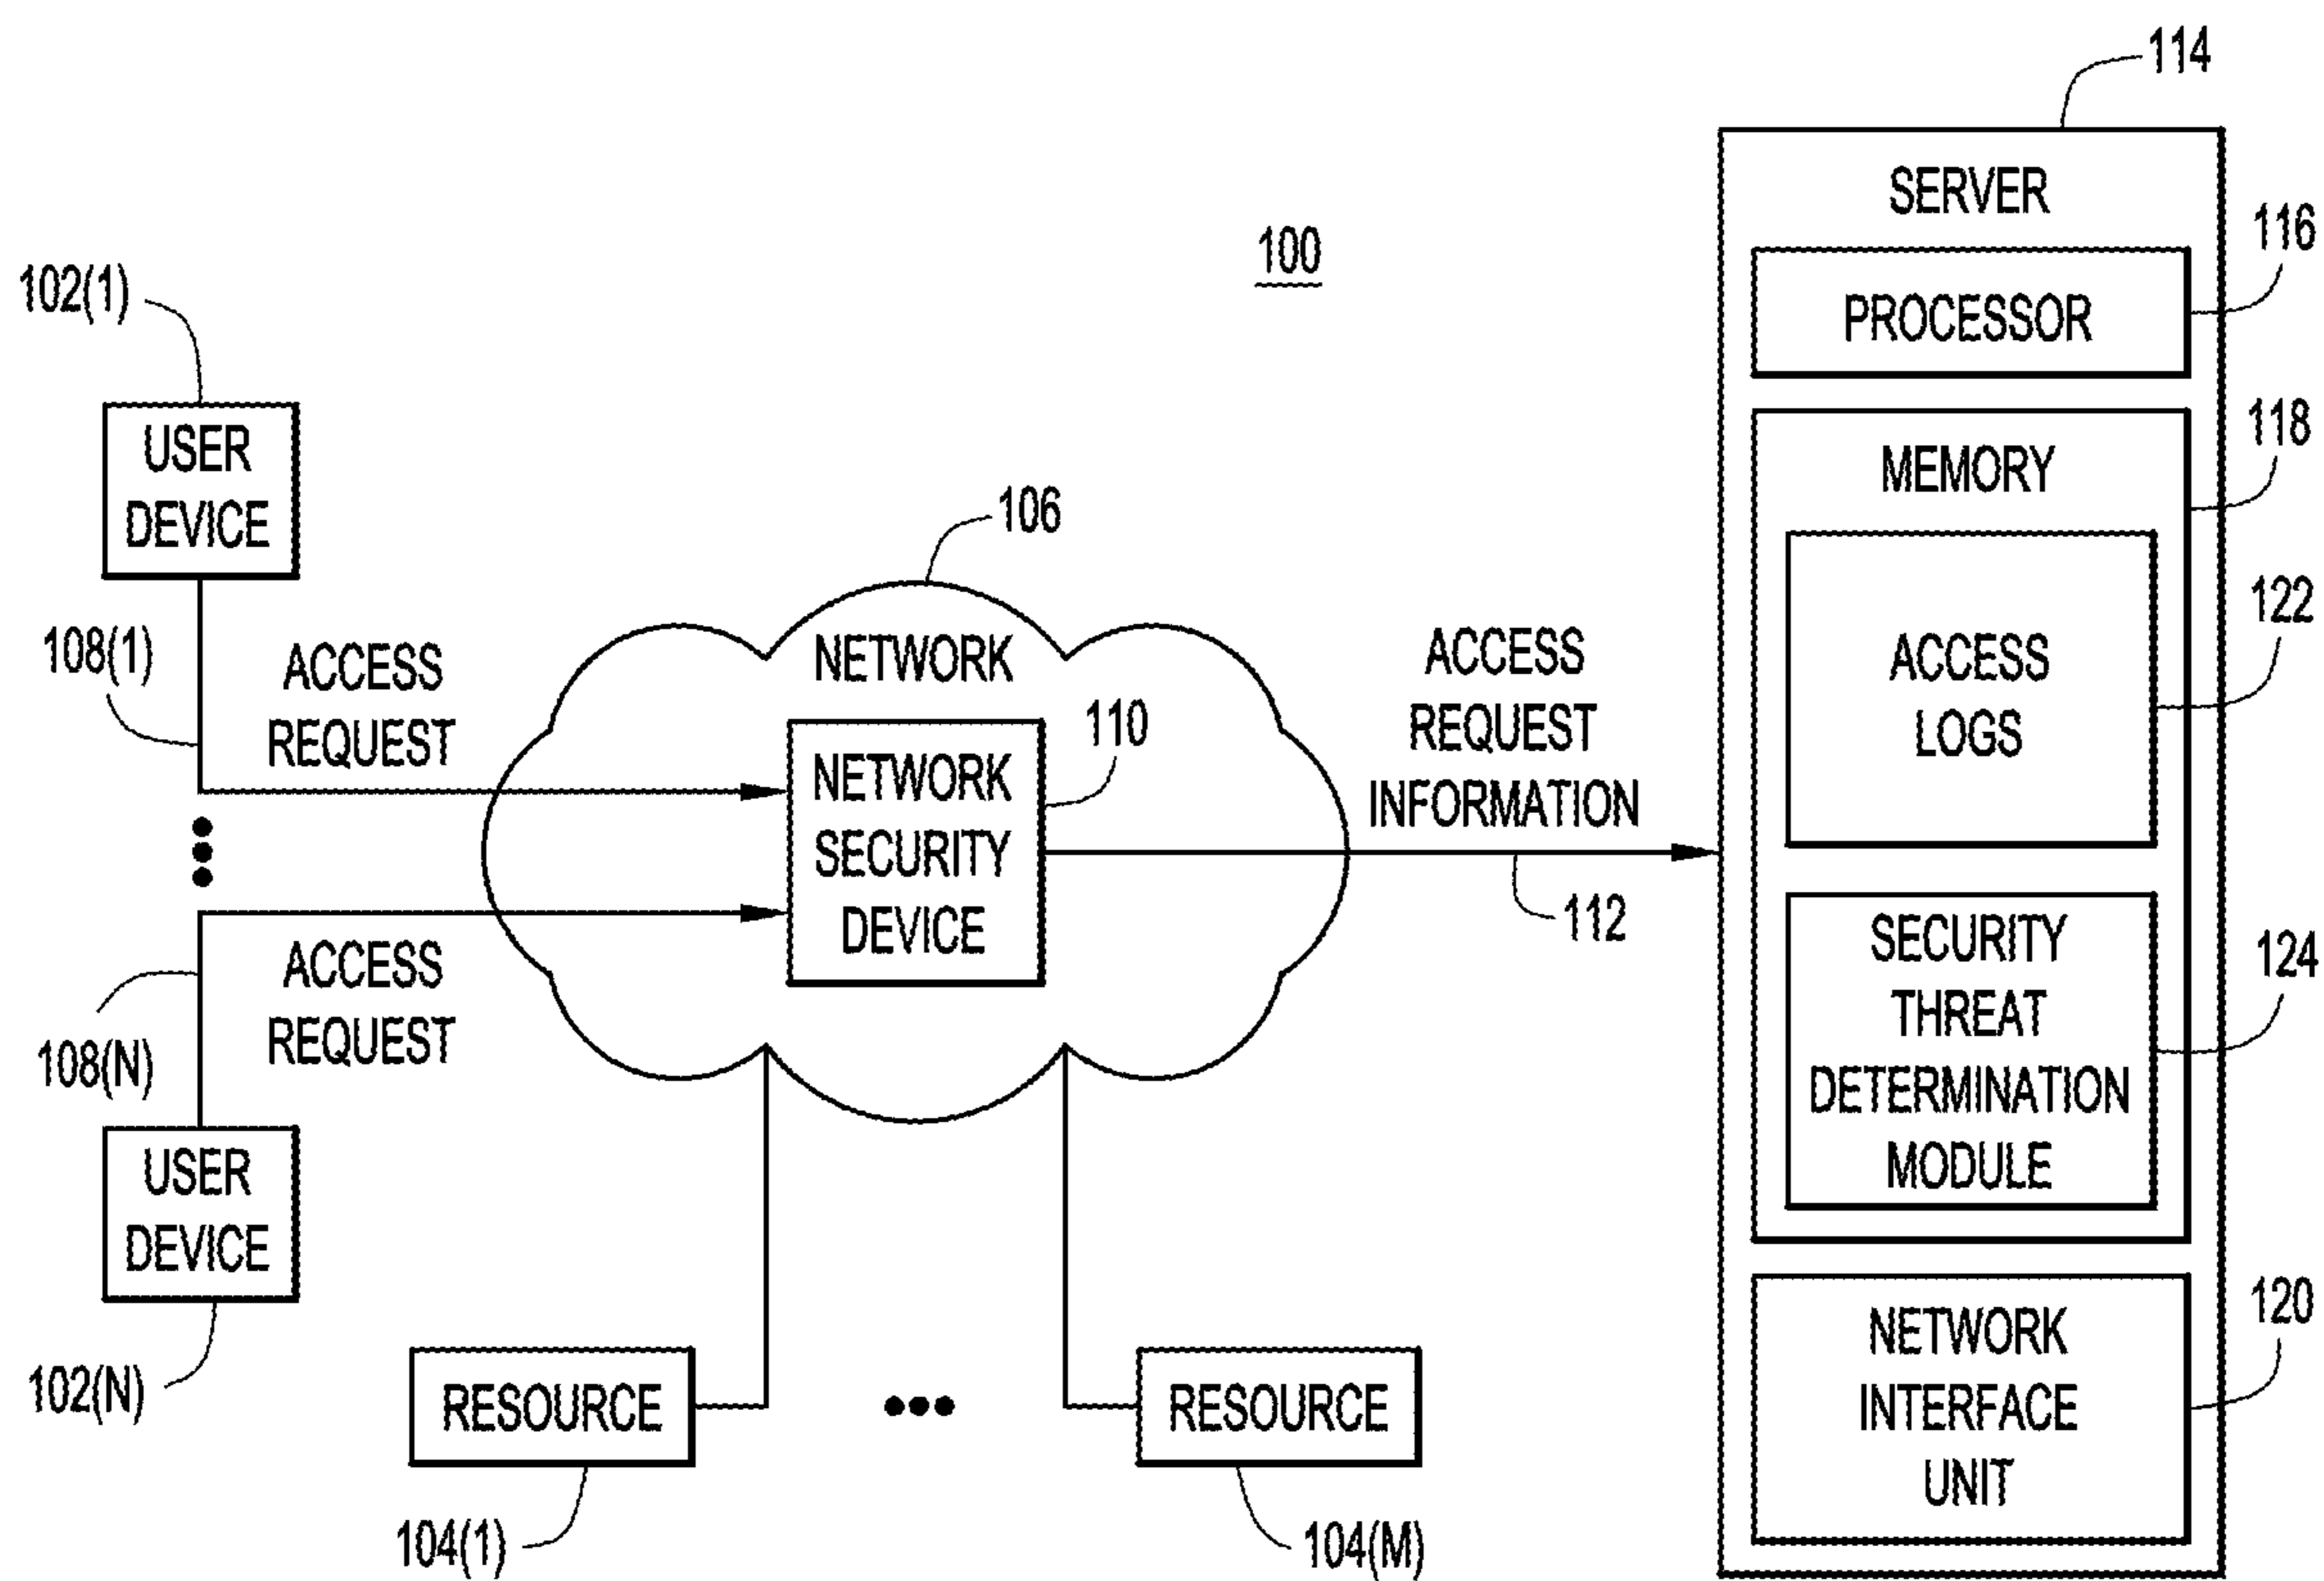 114
SERVER
116
100
102(1)
PROCESSOR
USER
DEVICE
118
MEMORY
106
122
108(1)
ACCESS
REQUEST
NETWORK
110
ACCESS
REQUEST
INFORMATION
ACCESS
LOGS
NETWORK
SECURITY
DEVICE
112
SECURITY
THREAT
DETERMINATION
MODULE
124
108(N)
ACCESS
REQUEST
USER
DEVICE
120
102(N)
RESOURCE
RESOURCE
NETWORK
INTERFACE
UNIT
104(1)
104(M)